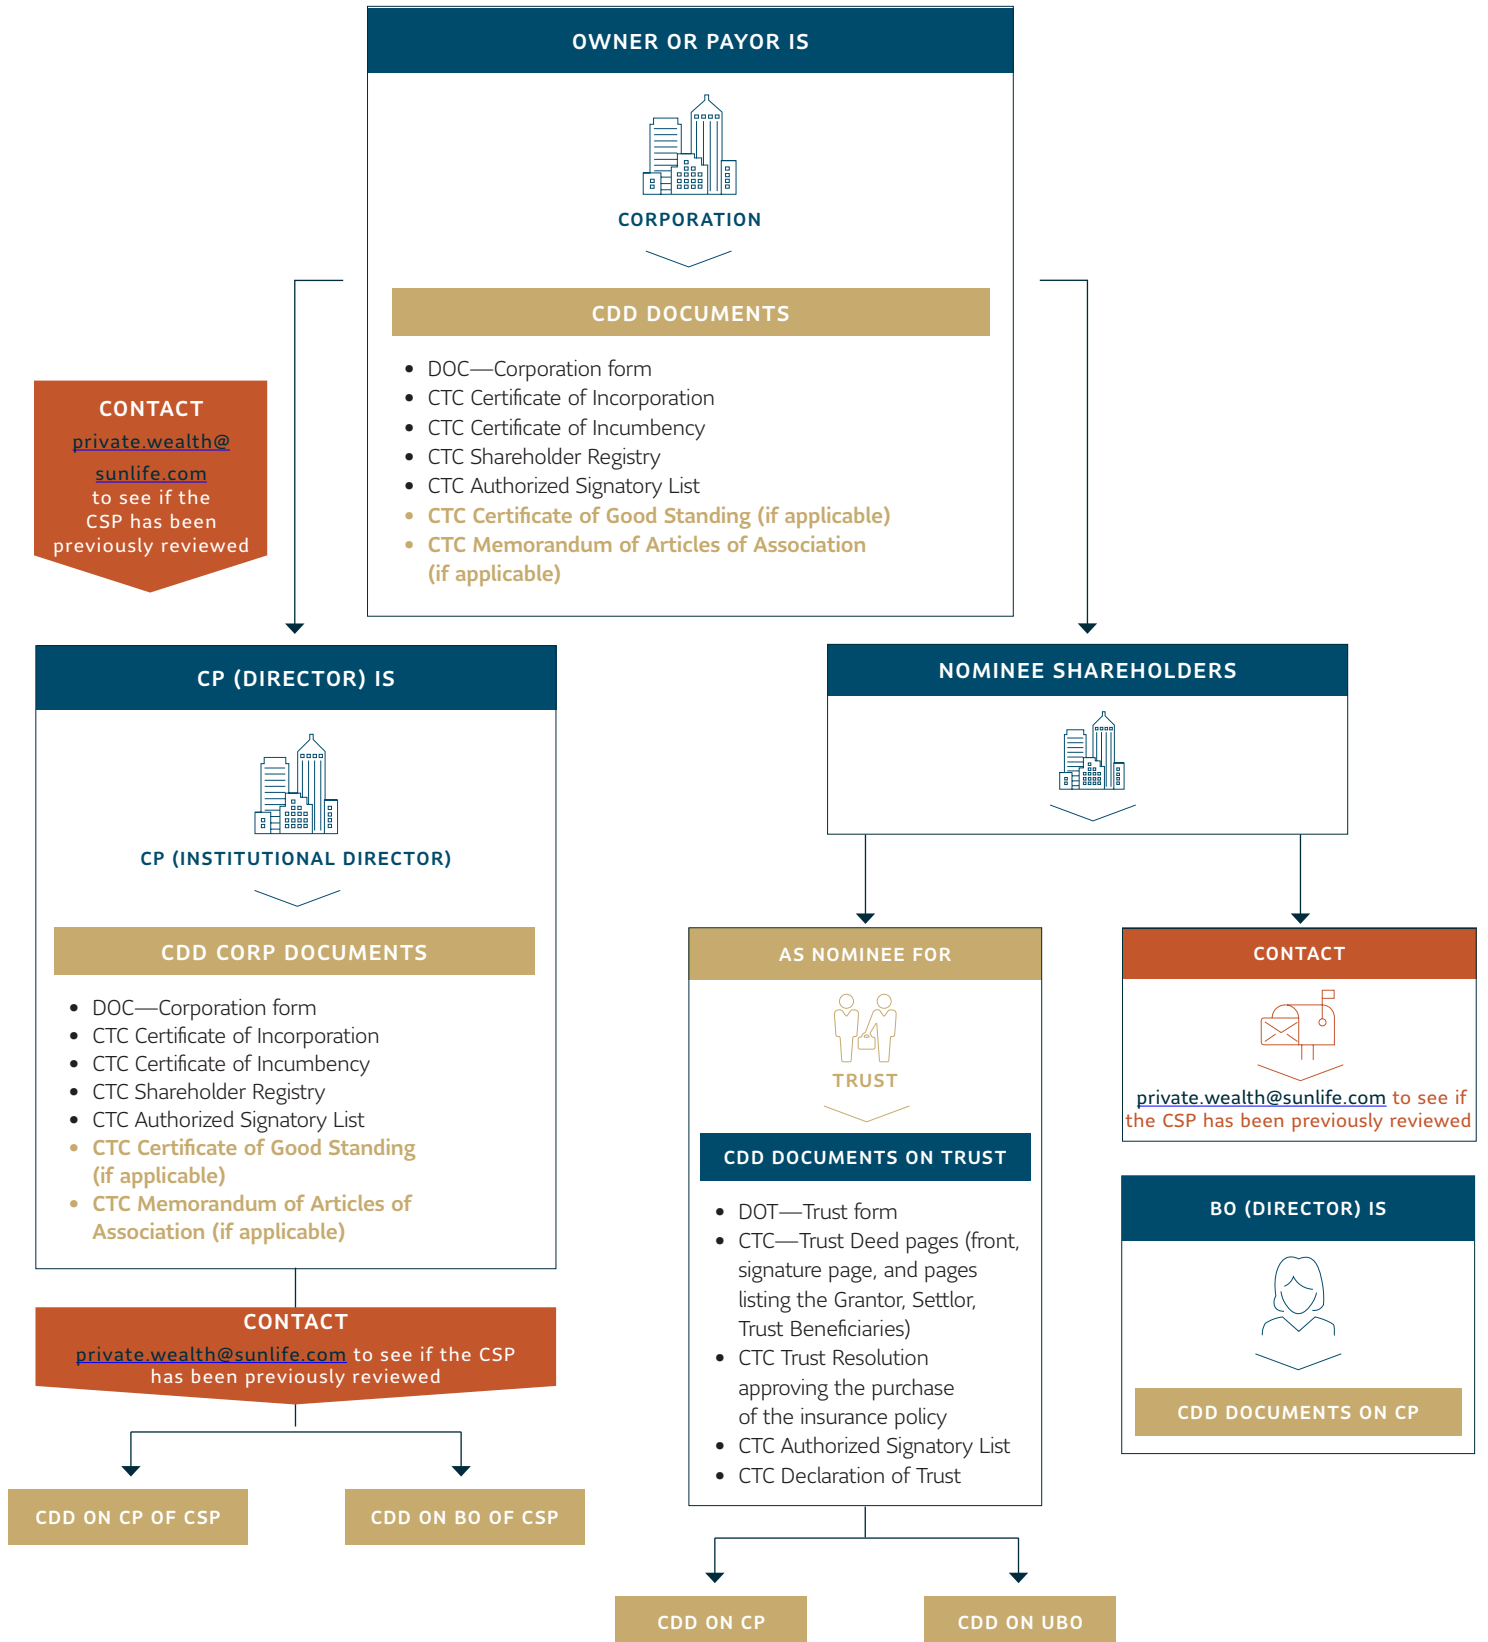 OWNER OR PAYOR IS
CORPORATION
CDD DOCUMENTS
• DOC—Corporation form
• CTC Certificate of Incorporation
• CTC Certificate of Incumbency
• CTC Shareholder Registry
• CTC Authorized Signatory List
• CTC Certificate of Good Standing (if applicable)
• CTC Memorandum of Articles of Association
(if applicable)
CONTACT
private.wealth@
sunlife.com
to see if the
CSP has been
previously reviewed
CP (DIRECTOR) IS
CP (INSTITUTIONAL DIRECTOR)
CDD CORP DOCUMENTS
• DOC—Corporation form
• CTC Certificate of Incorporation
• CTC Certificate of Incumbency
• CTC Shareholder Registry
• CTC Authorized Signatory List
• CTC Certificate of Good Standing
(if applicable)
• CTC Memorandum of Articles of
Association (if applicable)
CONTACT
private.wealth@sunlife.com to see if the CSP
has been previously reviewed
CDD ON CP OF CSP
CDD ON BO OF CSP
NOMINEE SHAREHOLDERS
AS NOMINEE FOR
TRUST
CDD DOCUMENTS ON TRUST
• DOT—Trust form
• CTC—Trust Deed pages (front,
signature page, and pages
listing the Grantor, Settlor,
Trust Beneficiaries)
• CTC Trust Resolution
approving the purchase
of the insurance policy
• CTC Authorized Signatory List
• CTC Declaration of Trust
CDD ON CP
CDD ON UBO
CONTACT
private.wealth@sunlife.com to see if
the CSP has been previously reviewed
BO (DIRECTOR) IS
CDD DOCUMENTS ON CP